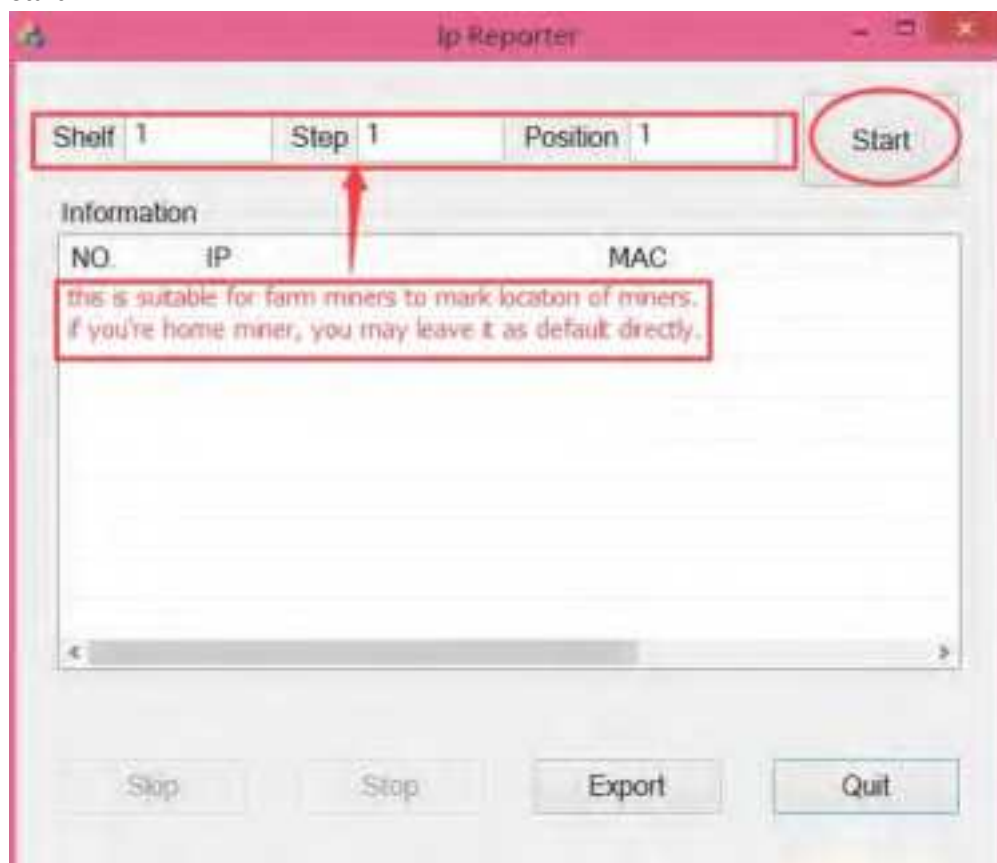 Ip Reporter
Shelf 1 Step 1 Position 1 Start
Information
NO. IP MAC
this is suitable for farm miners to mark location of miners.
if you're home miner, you may leave it as default directly.
Stop Export Quit